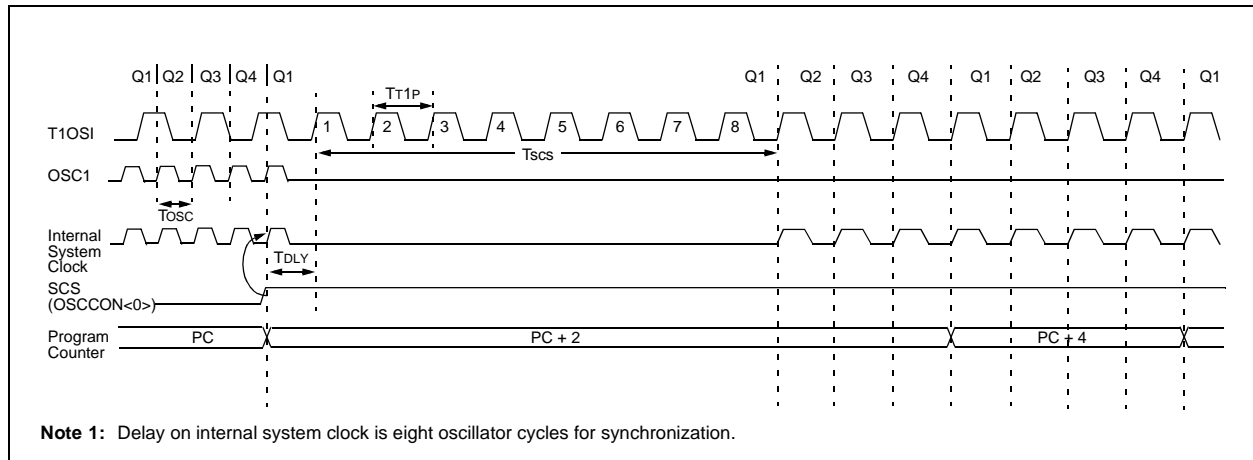 Q1 Q2 Q3 Q4 Q1 Q1 Q2 Q3 Q4 Q1 Q2 Q3 Q4 Q1
TT1P
T1OSI 1 2 3 4 5 6 7 8
TSCS
OSC1
TOSC
Internal
System
Clock
TDLY
SCS
(OSCCON<0>)
Program
Counter
PC PC + 2 PC + 4
Note 1: Delay on internal system clock is eight oscillator cycles for synchronization.